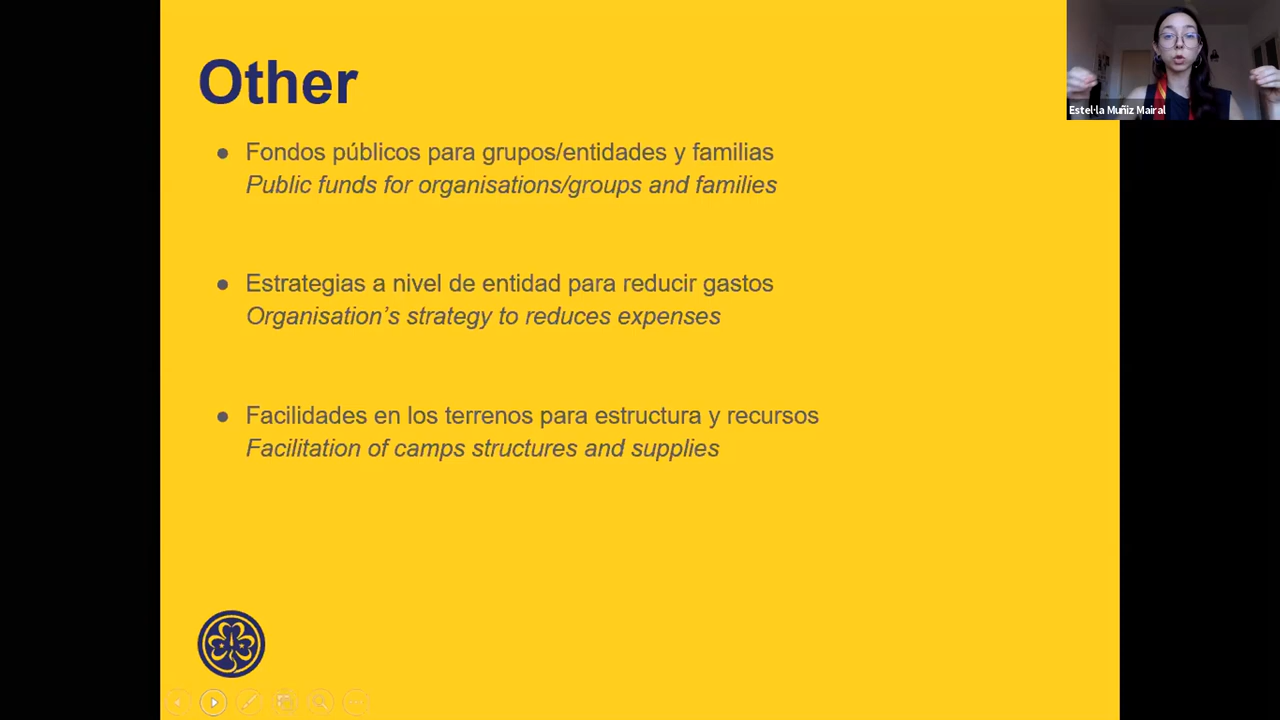 Other
Fondos públicos para grupos/entidades y familias
Public funds for organisations/groups and families
Estrategias a nivel de entidad para reducir gastos
Organisation's strategy to reduces expenses
Facilidades en los terrenos para estructura y recursos
Facilitation of camps structures and supplies
Estel·la Muñiz Mairal